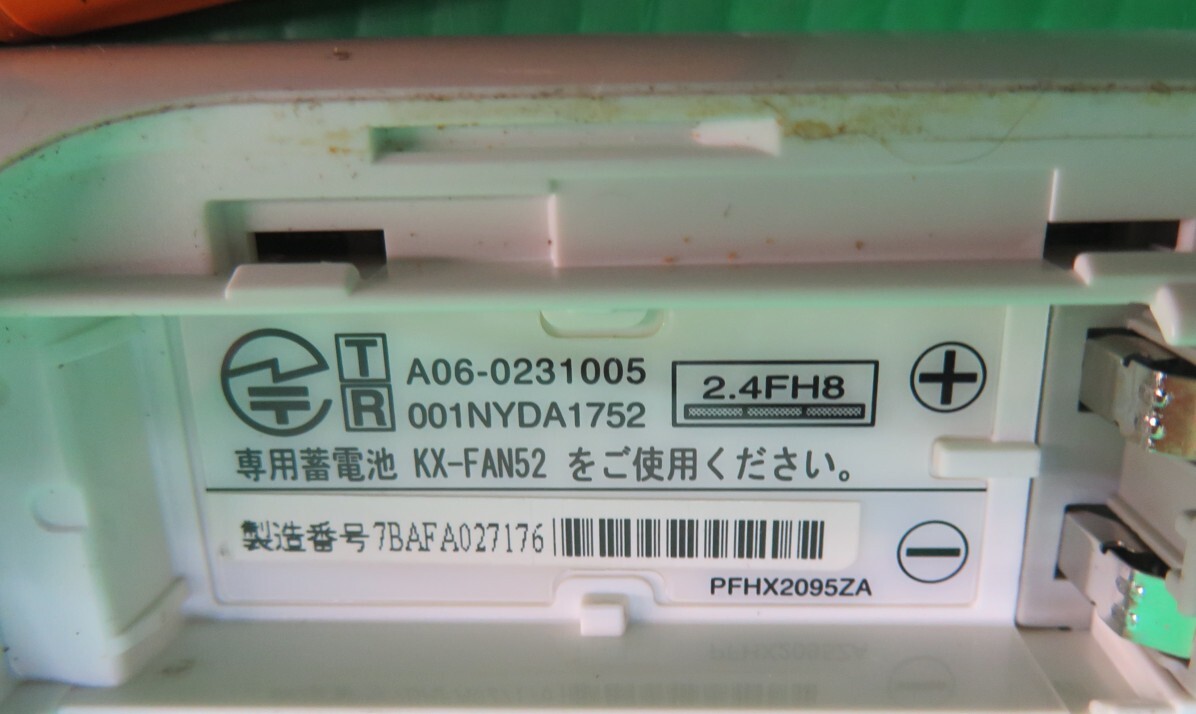 T A06-0231005
R 001NYDA1752
2.4FH8
専用蓄電池 KX-FAN52 をご使用ください。
製造番号7BAFA027176
PFHX2095ZA